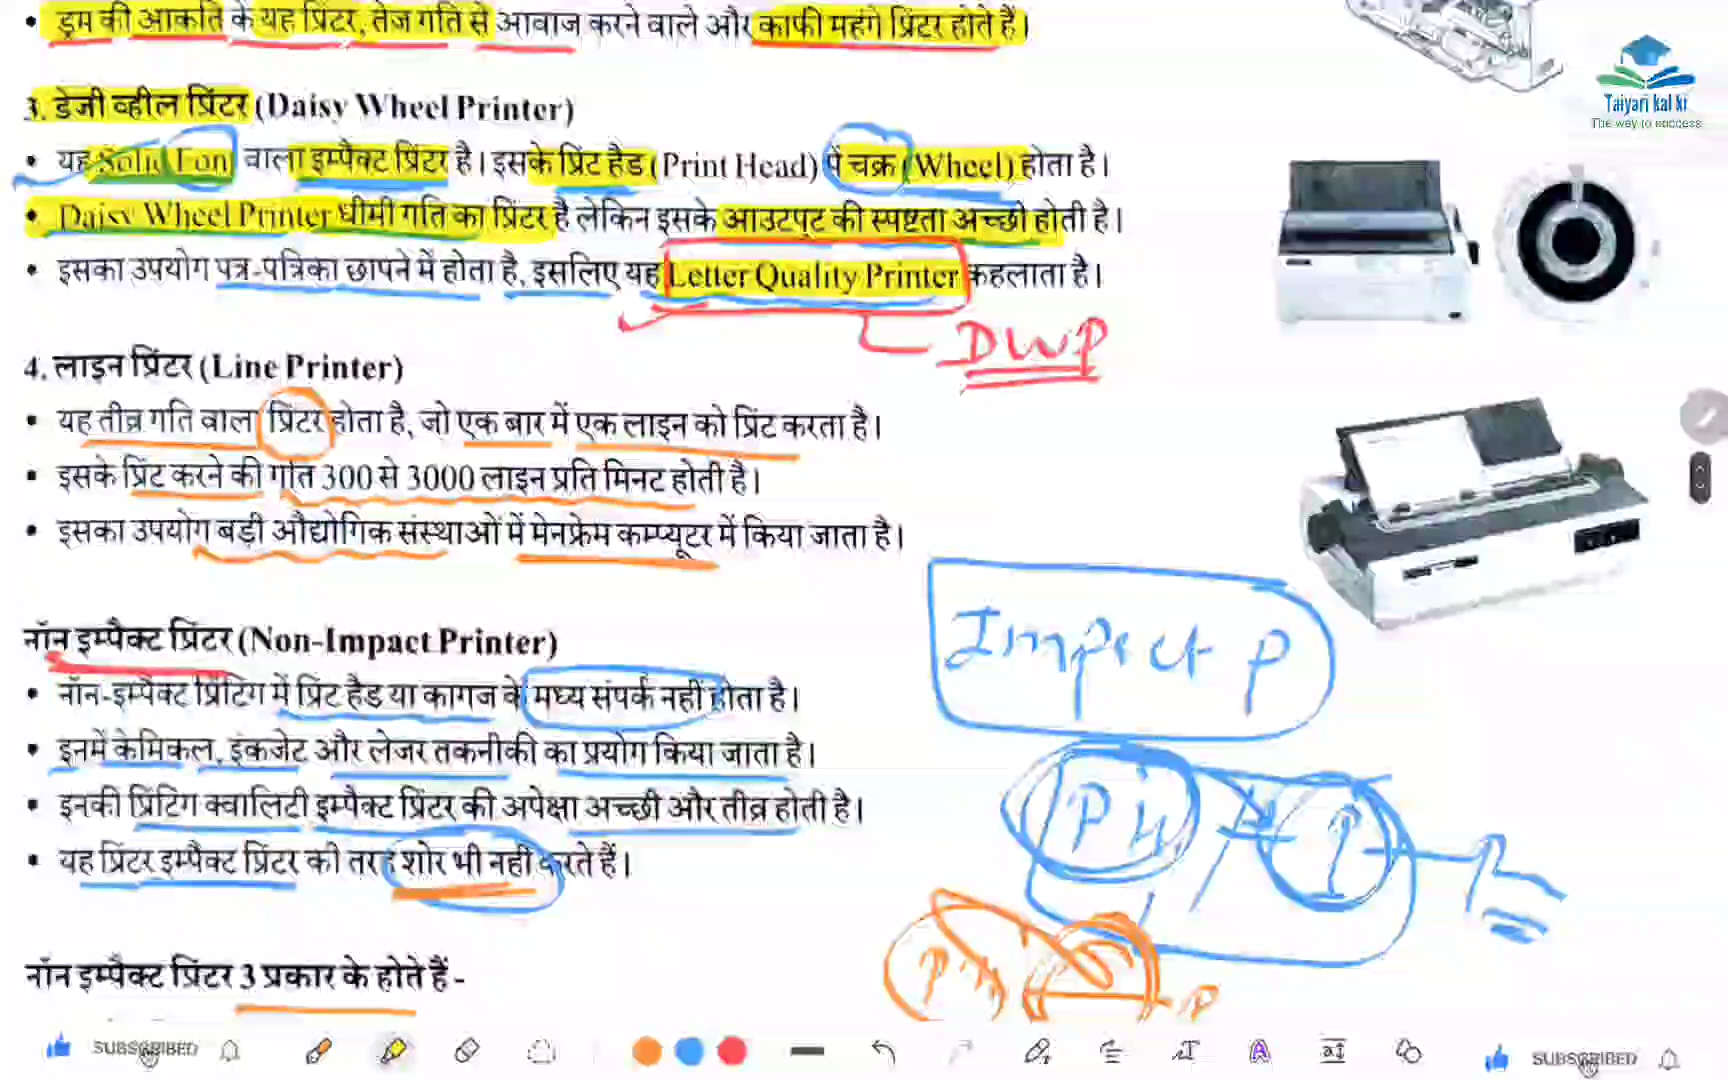 • ड्रम की आकृति के यह प्रिंटर, तेज गति से आवाज करने वाले और काफी महंगे प्रिंटर होते हैं।
Taiyari kal ki
The way to success
3. डेजी व्हील प्रिंटर (Daisy Wheel Printer)
• यह Solid Font वाला इम्पैक्ट प्रिंटर है। इसके प्रिंट हैड (Print Head) में चक्र (Wheel) होता है।
• Daisy Wheel Printer धीमी गति का प्रिंटर है लेकिन इसके आउटपुट की स्पष्टता अच्छी होती है।
• इसका उपयोग पत्र-पत्रिका छापने में होता है, इसलिए यह Letter Quality Printer कहलाता है।
DWP
4. लाइन प्रिंटर (Line Printer)
• यह तीव्र गति वाला प्रिंटर होता है, जो एक बार में एक लाइन को प्रिंट करता है।
• इसके प्रिंट करने की गति 300 से 3000 लाइन प्रति मिनट होती है।
• इसका उपयोग बड़ी औद्योगिक संस्थाओं में मेनफ्रेम कम्प्यूटर में किया जाता है।
Impact P
नॉन इम्पैक्ट प्रिंटर (Non-Impact Printer)
• नॉन-इम्पैक्ट प्रिंटिंग में प्रिंट हैड या कागज के मध्य संपर्क नहीं होता है।
• इनमें केमिकल, इंकजेट और लेजर तकनीकी का प्रयोग किया जाता है।
• इनकी प्रिंटिंग क्वालिटी इम्पैक्ट प्रिंटर की अपेक्षा अच्छी और तीव्र होती है।
• यह प्रिंटर इम्पैक्ट प्रिंटर की तरह शोर भी नहीं करते हैं।
नॉन इम्पैक्ट प्रिंटर 3 प्रकार के होते हैं -
SUBSCRIBED
SUBSCRIBED